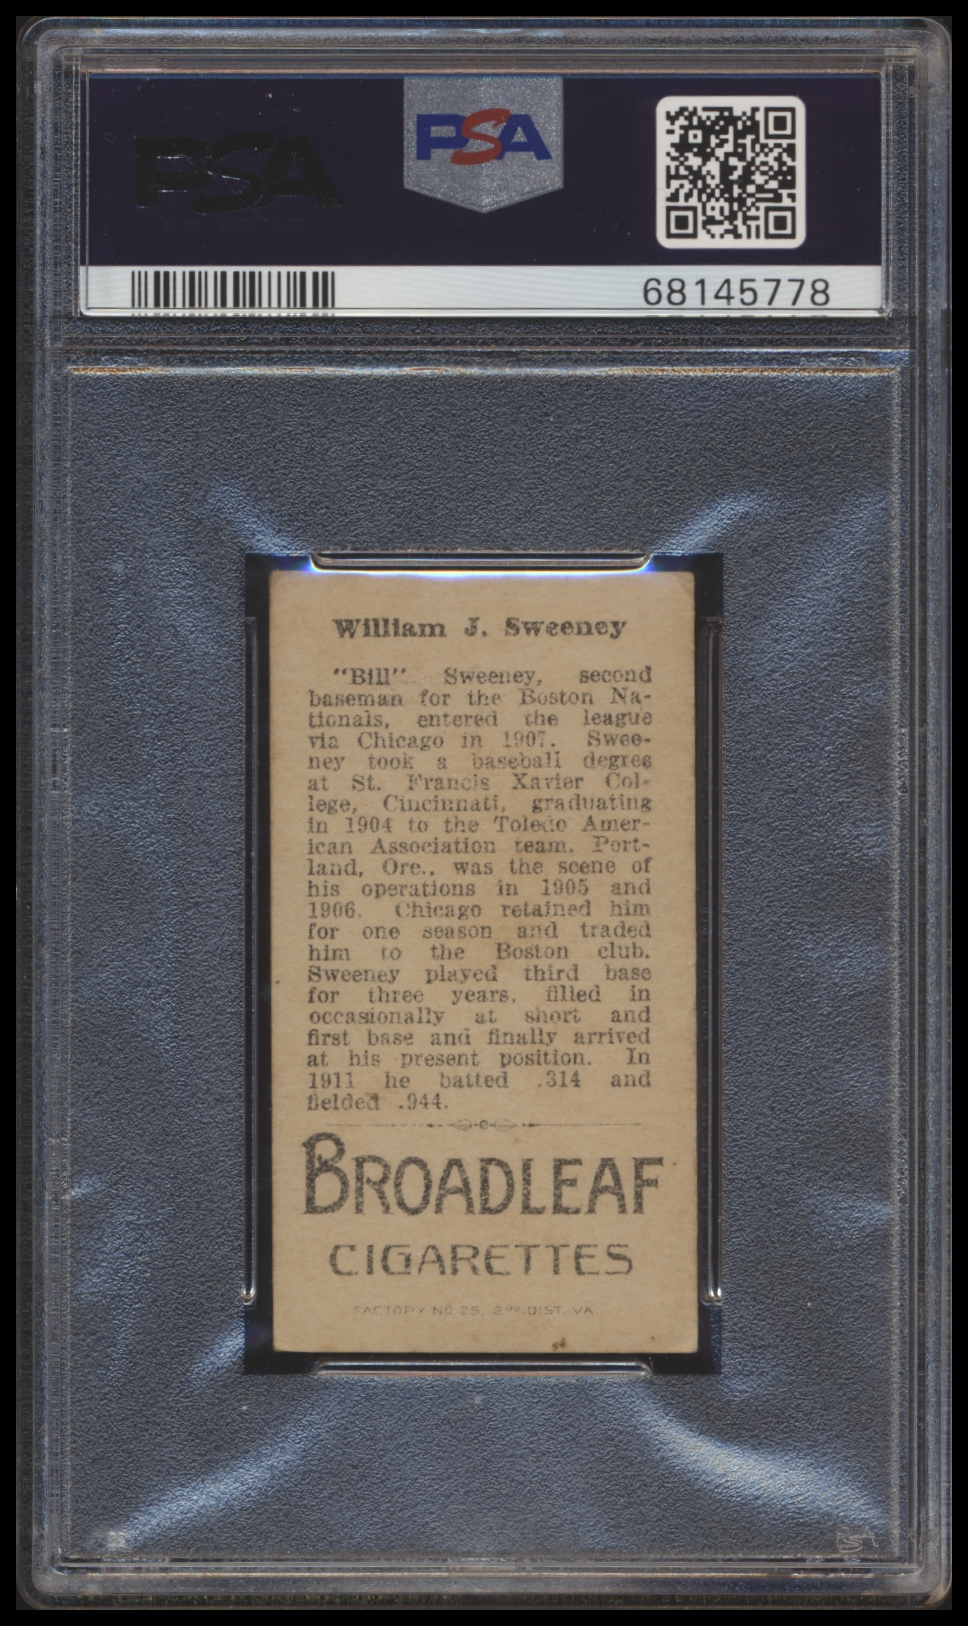 PSA
PSA
68145778
William J. Sweeney
"Bill" Sweeney, second
baseman for the Boston Na-
tionals, entered the league
via Chicago in 1907. Swee-
ney took a baseball degree
at St. Francis Xavier Col-
lege, Cincinnati, graduating
in 1904 to the Toledo Amer-
ican Association team. Port-
land, Ore., was the scene of
his operations in 1905 and
1906. Chicago retained him
for one season and traded
him to the Boston club.
Sweeney played third base
for three years, filled in
occasionally at short and
first base and finally arrived
at his present position. In
1911 he batted .314 and
fielded .944.
BROADLEAF
CIGARETTES
FACTORY NO 25, 2ND. DIST. VA
PSA